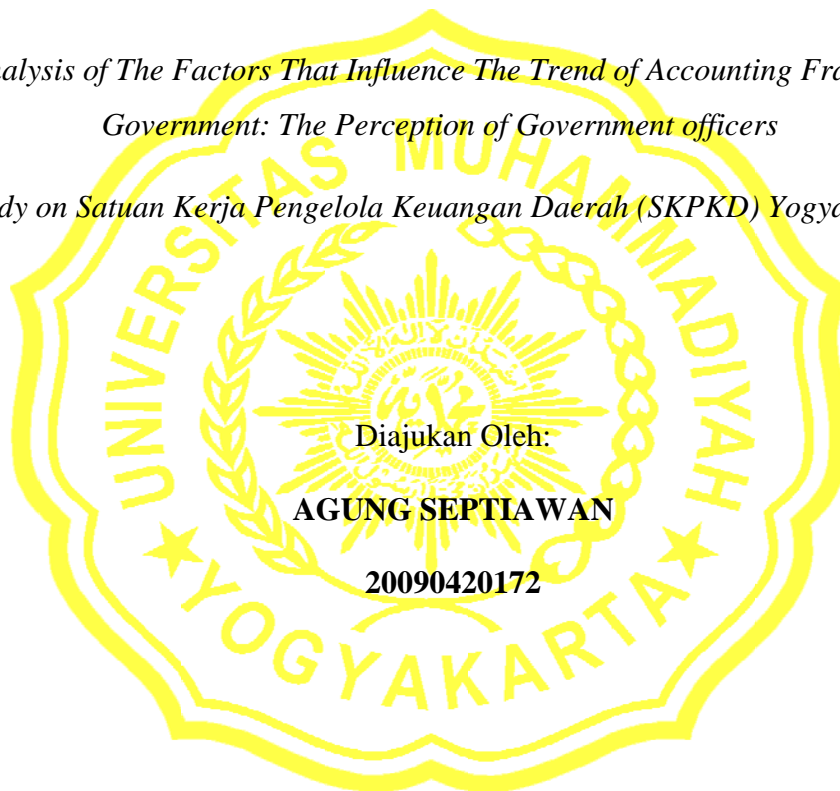 nalysis of The Factors That Influence The Trend of Accounting Fra
Government: The Perception of Government officers
dy on Satuan Kerja Pengelola Keuangan Daerah (SKPKD) Yogya
UNIVERSITAS MUHAMMADIYAH
YOGYAKARTA
Diajukan Oleh:
AGUNG SEPTIAWAN
20090420172